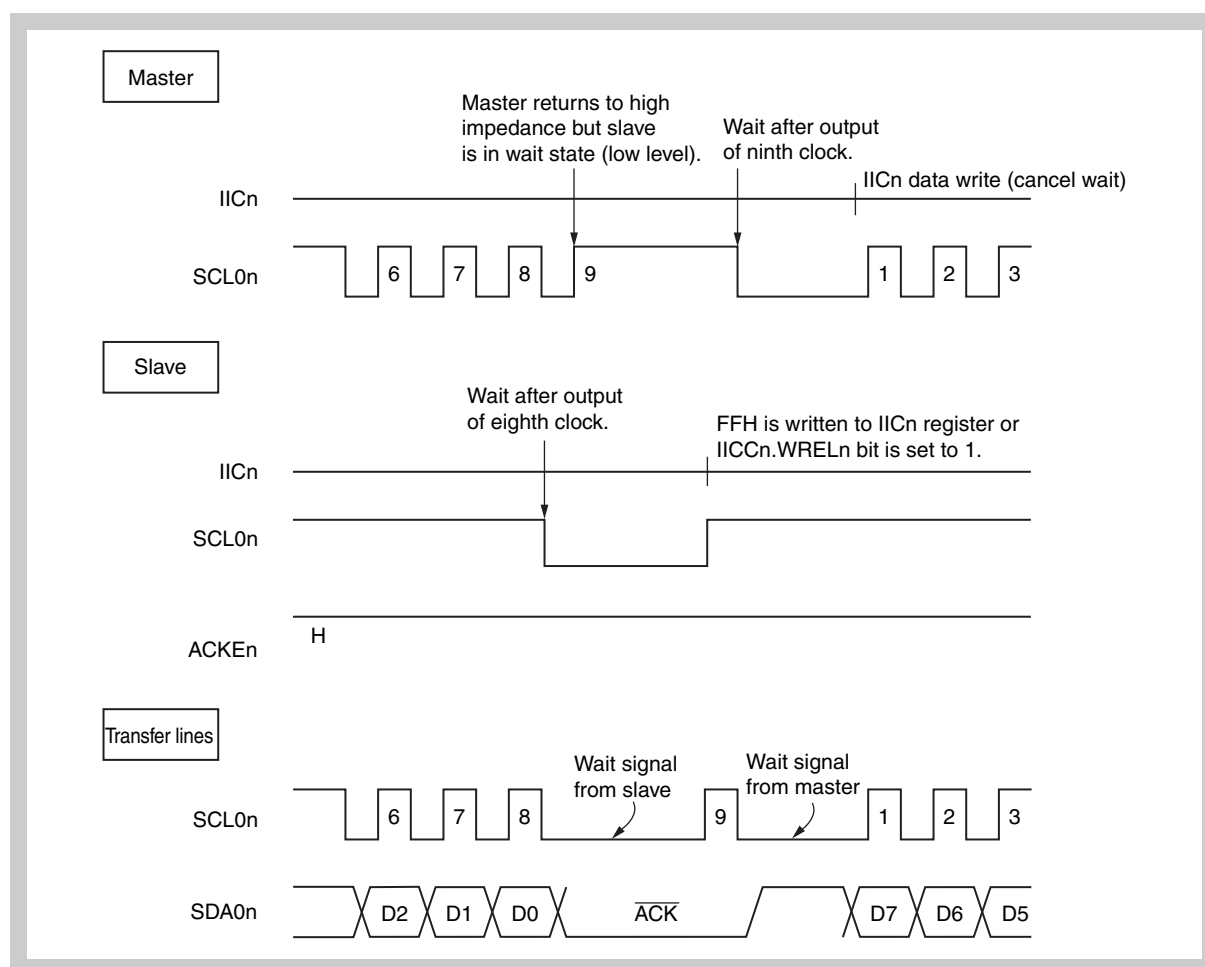 Master
Master returns to high
impedance but slave
is in wait state (low level).
Wait after output
of ninth clock.
IICn data write (cancel wait)
IICn
SCL0n
6 7 8 9 1 2 3
Slave
Wait after output
of eighth clock.
FFH is written to IICn register or
IICCn.WRELn bit is set to 1.
IICn
SCL0n
H
ACKEn
Transfer lines
Wait signal
from slave
Wait signal
from master
SCL0n
6 7 8 9 1 2 3
SDA0n
D2 D1 D0 ACK D7 D6 D5